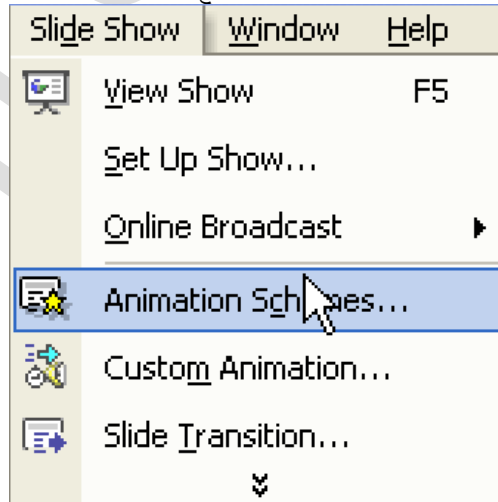 Slide Show Window Help
View Show F5
Set Up Show...
Online Broadcast
Animation Schemes...
Custom Animation...
Slide Transition...